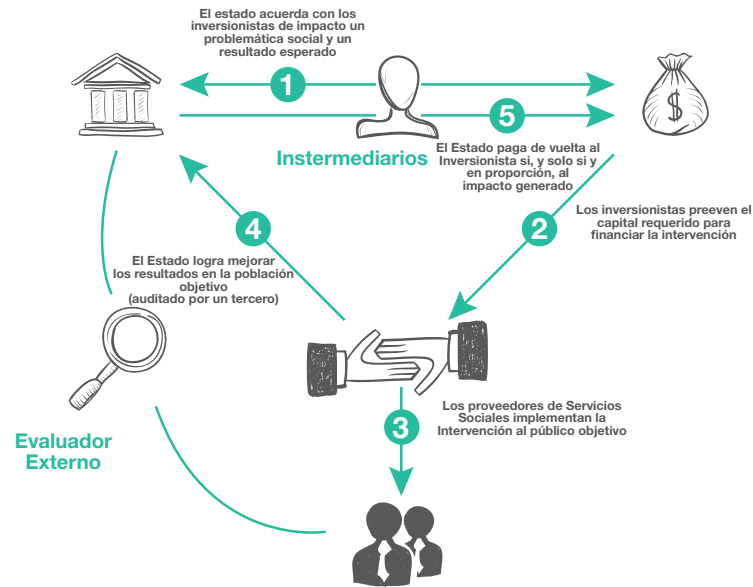 El estado acuerda con los
inversionistas de impacto un
problemática social y un
resultado esperado
1
5
Instermediarios
El Estado paga de vuelta al
Inversionista si, y solo si y
en proporción, al
impacto generado
$
2
Los inversionistas preeven el
capital requerido para
financiar la intervención
4
El Estado logra mejorar
los resultados en la población
objetivo
(auditado por un tercero)
3
Los proveedores de Servicios
Sociales implementan la
Intervención al público objetivo
Evaluador
Externo